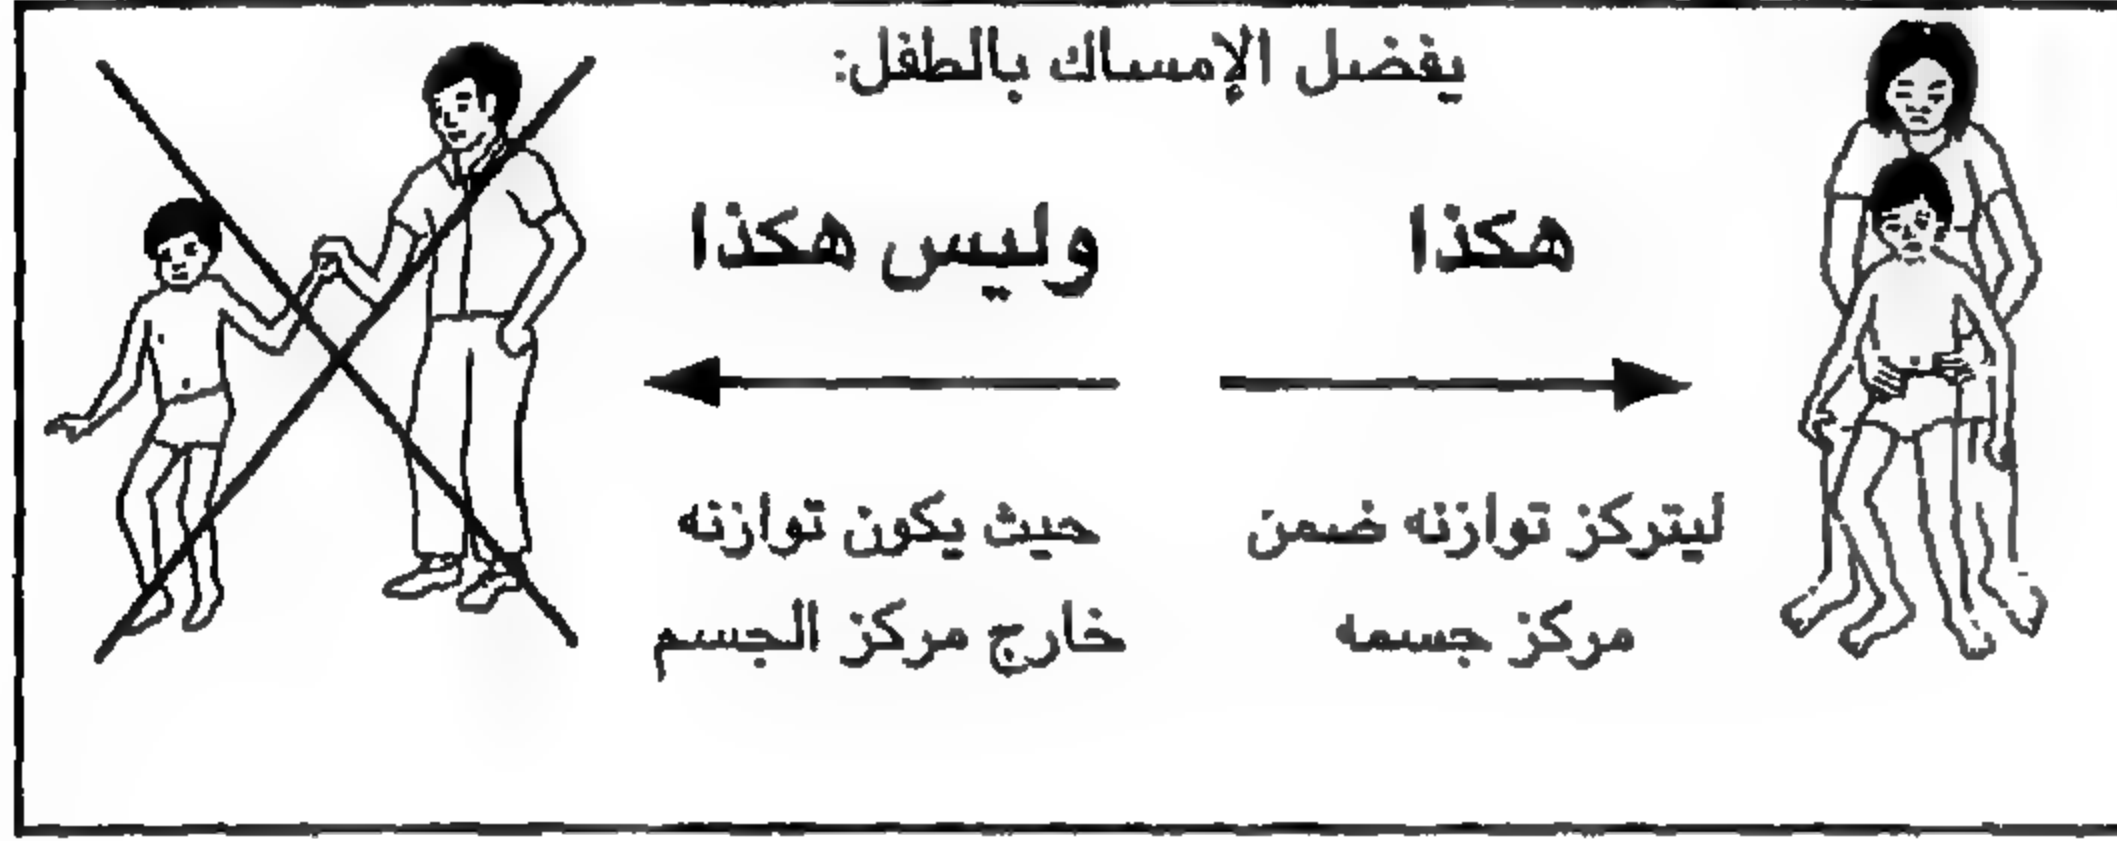 يفضل الإمساك بالطفل:
هكذا
وليس هكذا
ليتركز توازنه ضمن
مركز جسمه
حيث يكون توازنه
خارج مركز الجسم